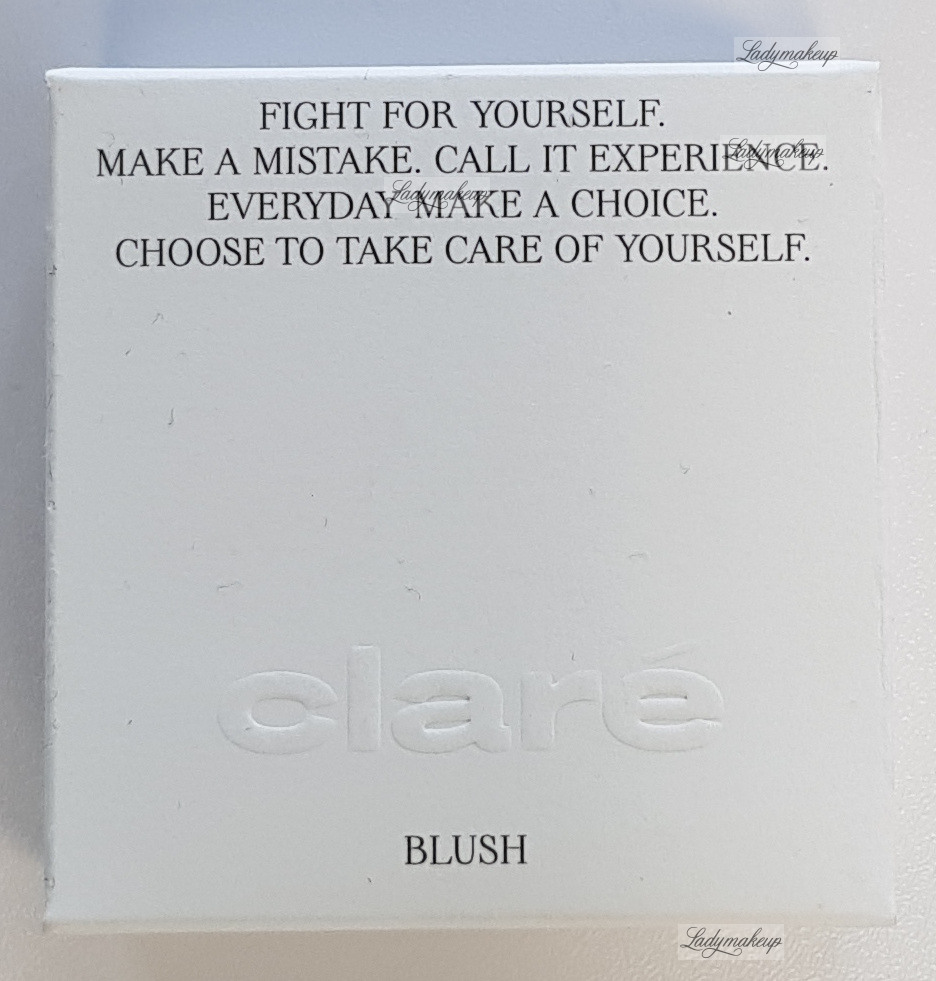 Ladymakeup
FIGHT FOR YOURSELF.
MAKE A MISTAKE. CALL IT EXPERIENCE.
Ladymakeup
EVERYDAY MAKE A CHOICE.
Ladymakeup
CHOOSE TO TAKE CARE OF YOURSELF.
claré
BLUSH
Ladymakeup